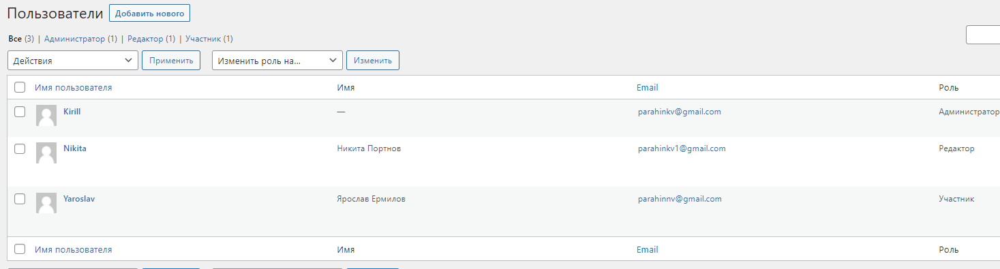 Пользователи Добавить нового
Все (3) | Администратор (1) | Редактор (1) | Участник (1)
Действия Применить Изменить роль на... Изменить
Имя пользователя Имя Email Роль
Kirill — parahinkv@gmail.com Администратор
Nikita Никита Портнов parahinkv1@gmail.com Редактор
Yaroslav Ярослав Ермилов parahinnv@gmail.com Участник
Имя пользователя Имя Email Роль